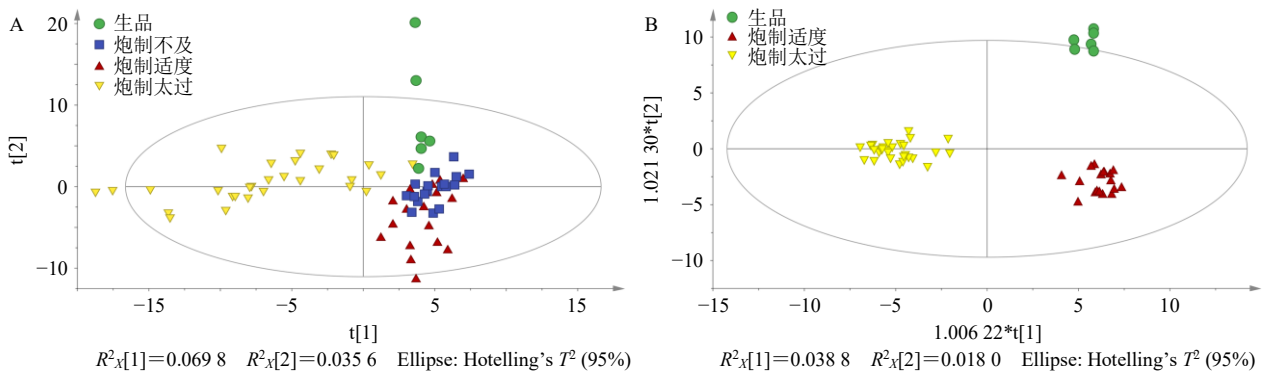 A
生品
炮制不及
炮制适度
炮制太过
20
10
0
−10
t[2]
−15
−5
5
15
t[1]
R²X[1]＝0.069 8 R²X[2]＝0.035 6 Ellipse: Hotelling's T² (95%)
B
生品
炮制适度
炮制太过
10
5
0
−5
−10
1.021 30*t[2]
−15
−10
−5
0
5
10
1.006 22*t[1]
R²X[1]＝0.038 8 R²X[2]＝0.018 0 Ellipse: Hotelling's T² (95%)